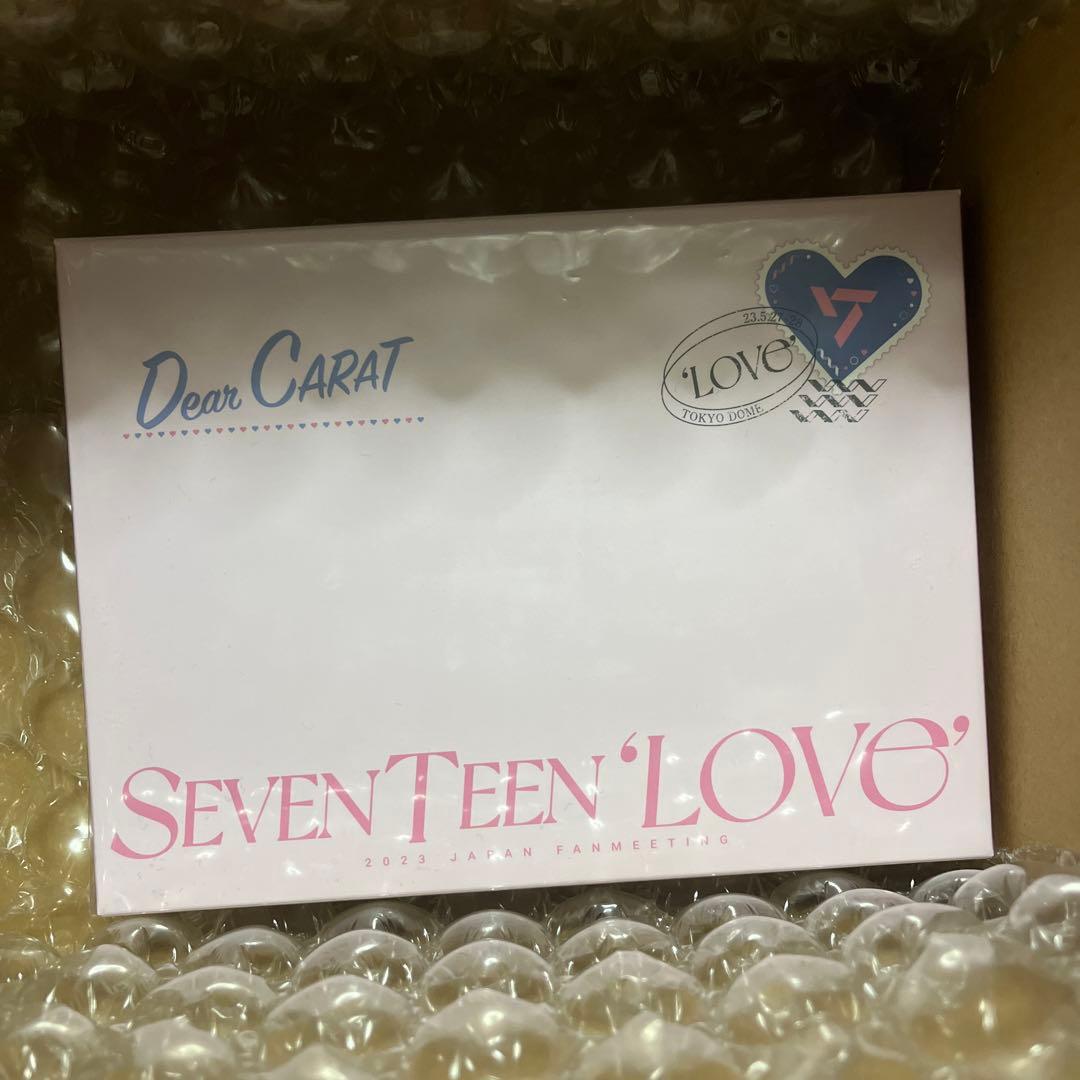 Dear CARAT
23.5.27-28
'LOVE'
TOKYO DOME
SEVENTEEN 'LOVE'
2023 JAPAN FANMEETING